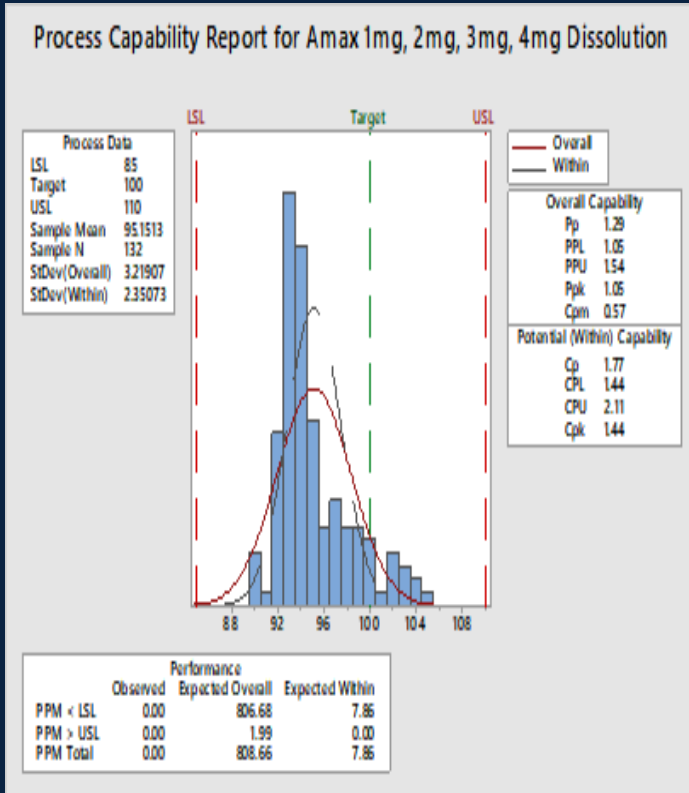 Process Capability Report for Amax 1mg, 2mg, 3mg, 4mg Dissolution
LSL Target USL
Process Data
LSL 85
Target 100
USL 110
Sample Mean 95.1513
Sample N 132
StDev(Overall) 3.21907
StDev(Within) 2.35073
Overall
Within
Overall Capability
Pp 1.29
PPL 1.05
PPU 1.54
Ppk 1.05
Cpm 0.57
Potential (Within) Capability
Cp 1.77
CPL 1.44
CPU 2.11
Cpk 1.44
88 92 96 100 104 108
Performance
Observed Expected Overall Expected Within
PPM < LSL 0.00 806.68 7.86
PPM > USL 0.00 1.99 0.00
PPM Total 0.00 808.66 7.86